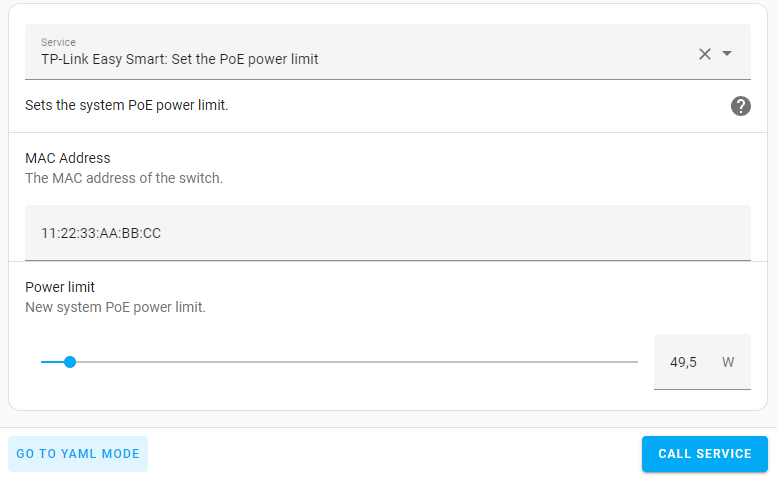 Service
TP-Link Easy Smart: Set the PoE power limit
Sets the system PoE power limit.
MAC Address
The MAC address of the switch.
11:22:33:AA:BB:CC
Power limit
New system PoE power limit.
49,5 W
GO TO YAML MODE
CALL SERVICE